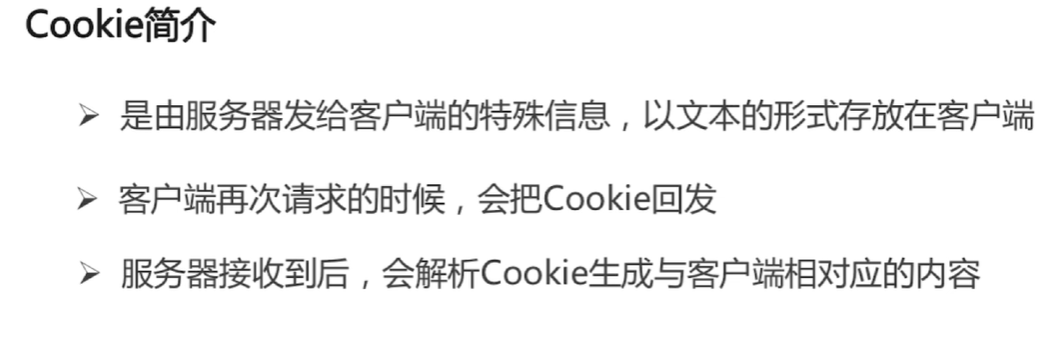 Cookie简介
➢ 是由服务器发给客户端的特殊信息，以文本的形式存放在客户端
➢ 客户端再次请求的时候，会把Cookie回发
➢ 服务器接收到后，会解析Cookie生成与客户端相对应的内容